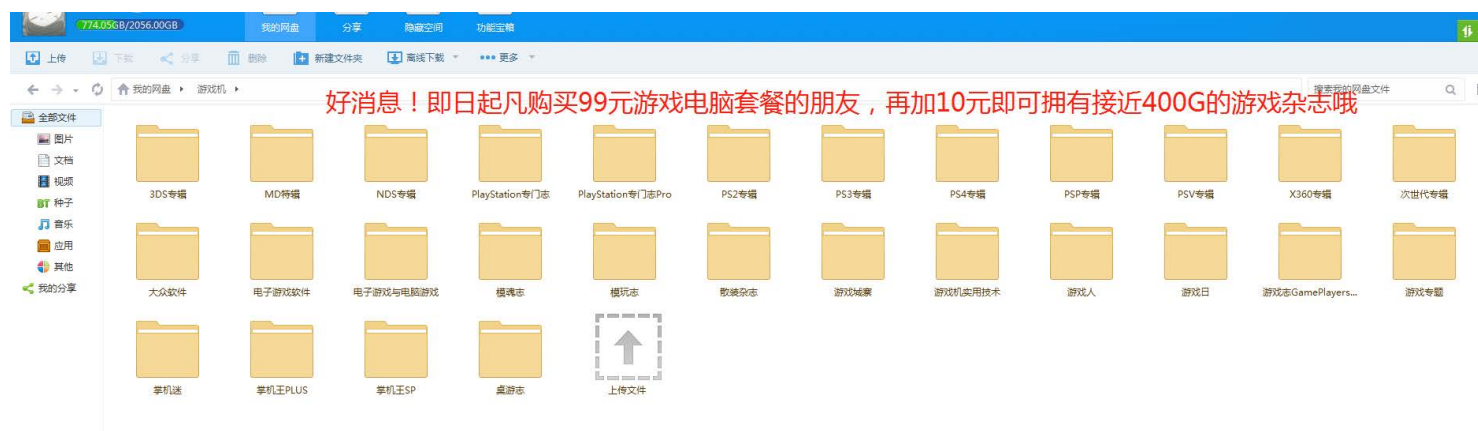 774.05GB/2056.00GB
我的网盘 分享 隐藏空间 功能宝箱
上传 下载 分享 删除 新建文件夹 离线下载 更多
我的网盘 游戏机 搜索我的网盘文件
好消息！即日起凡购买99元游戏电脑套餐的朋友，再加10元即可拥有接近400G的游戏杂志哦
全部文件
图片
文档
视频
BT 种子
音乐
应用
其他
我的分享
3DS专辑 MD特辑 NDS专辑 PlayStation专门志 PlayStation专门志Pro PS2专辑 PS3专辑 PS4专辑 PSP专辑 PSV专辑 X360专辑 次世代专辑
大众软件 电子游戏软件 电子游戏与电脑游戏 模魂志 模玩志 散装杂志 游戏城寨 游戏机实用技术 游戏人 游戏日 游戏志GamePlayers... 游戏专题
掌机迷 掌机王PLUS 掌机王SP 桌游志 上传文件